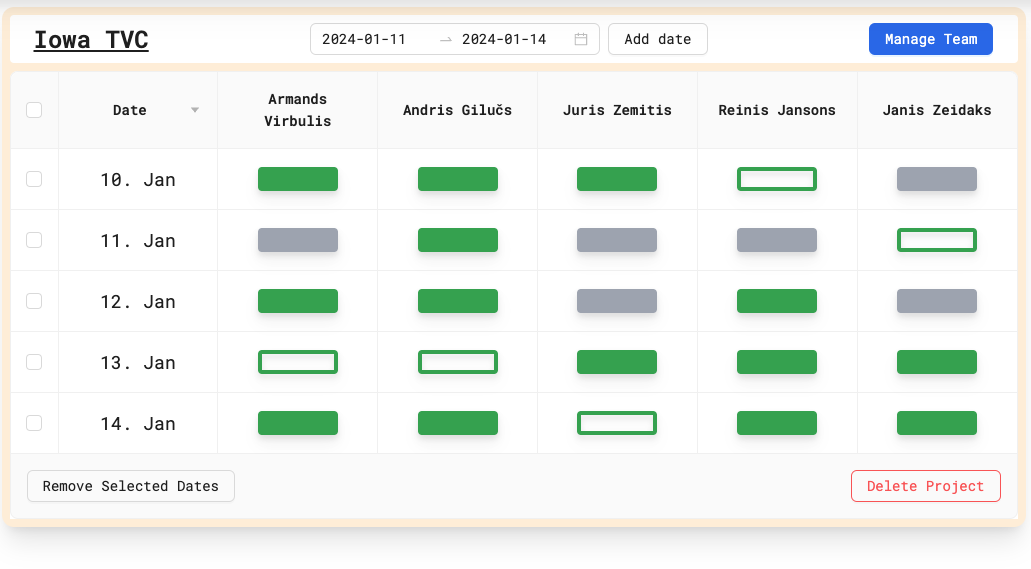 Iowa TVC
2024-01-11 → 2024-01-14
Add date
Manage Team
Date
Armands
Virbulis
Andris Gilučs
Juris Zemitis
Reinis Jansons
Janis Zeidaks
10. Jan
11. Jan
12. Jan
13. Jan
14. Jan
Remove Selected Dates
Delete Project